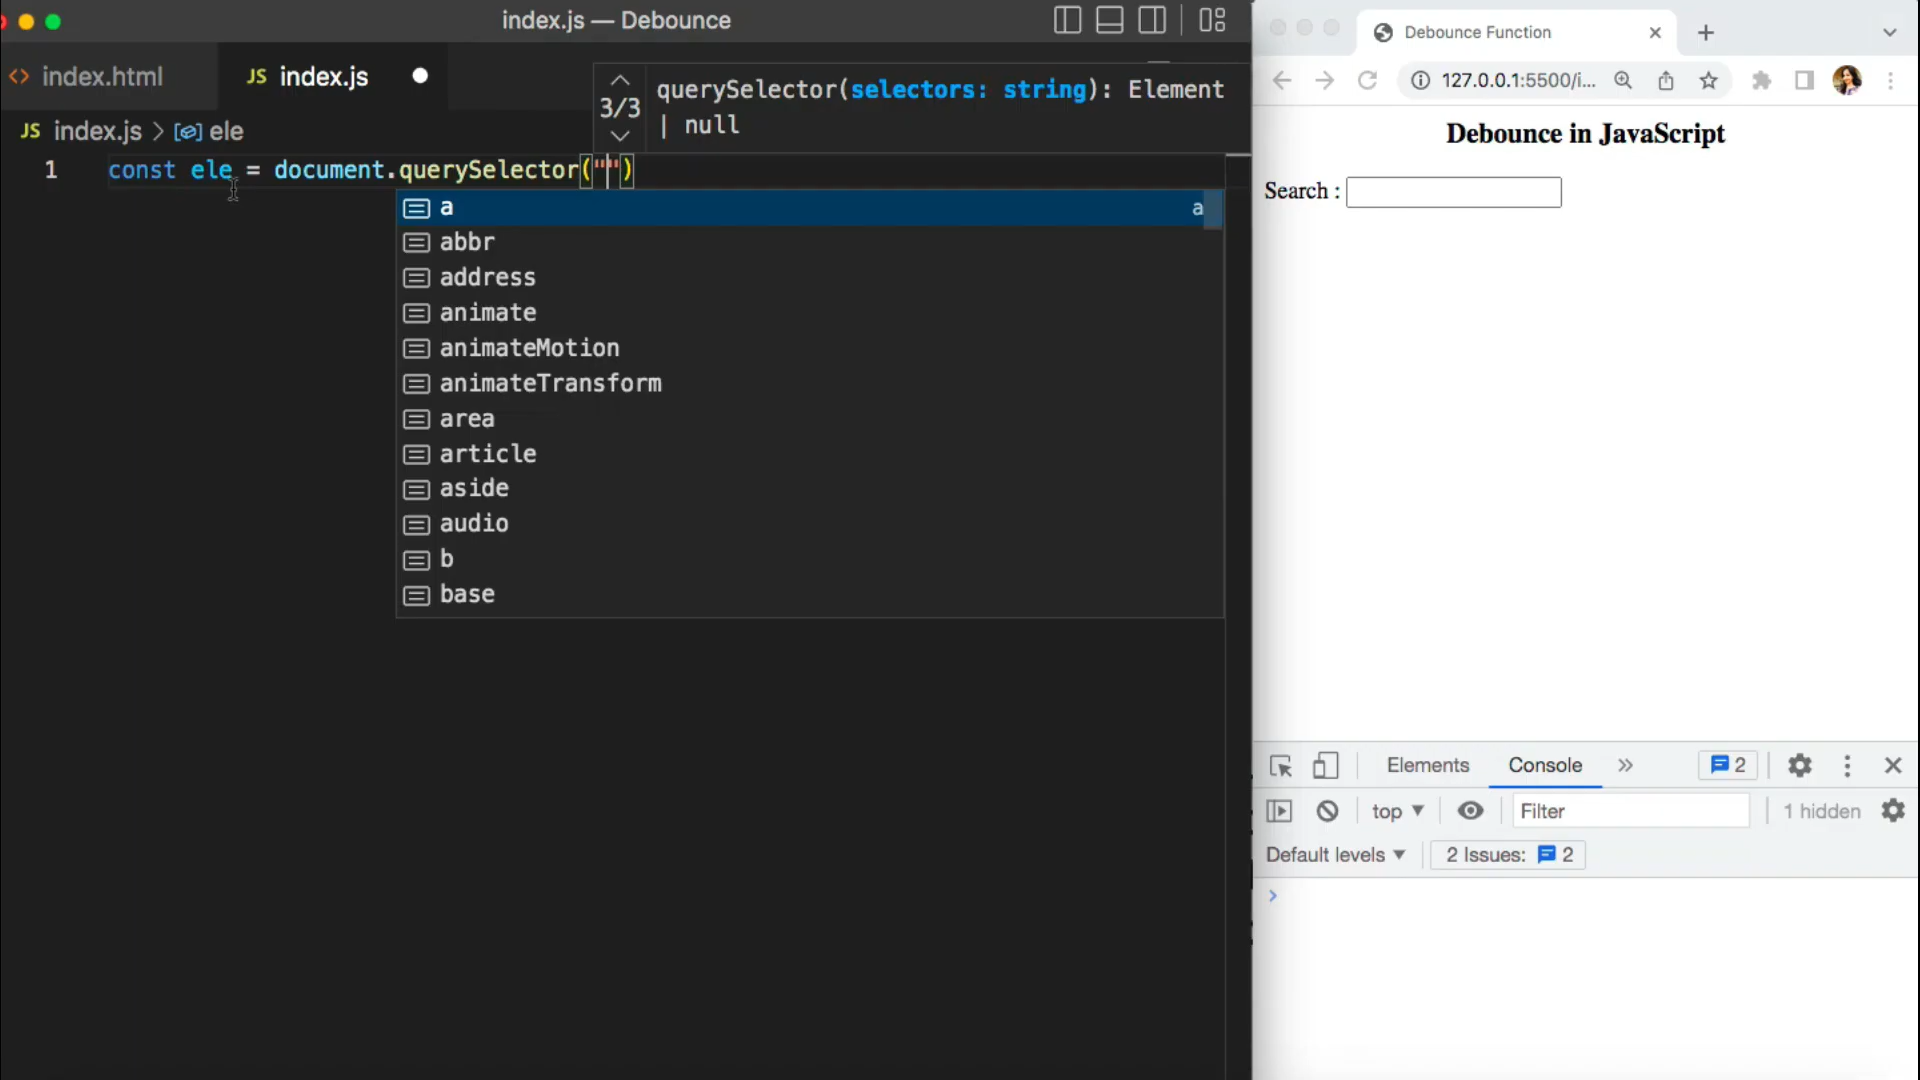 index.js — Debounce
<> index.html
JS index.js
JS index.js > ele
3/3
querySelector(selectors: string): Element
| null
1 const ele = document.querySelector("")
a a
abbr
address
animate
animateMotion
animateTransform
area
article
aside
audio
b
base
Debounce Function
127.0.0.1:5500/i...
Debounce in JavaScript
Search :
Elements Console » 2
top Filter 1 hidden
Default levels 2 Issues: 2